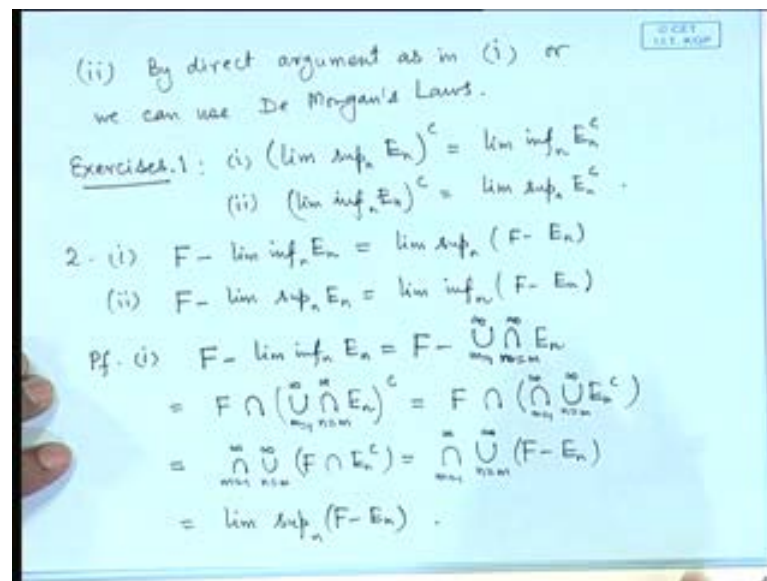 © CET
I.I.T. KGP
(ii) By direct argument as in (i) or
we can use De Morgan's Laws.
Exercises.1 : (i) (lim sup_n E_n)^c = lim inf_n E_n^c
(ii) (lim inf_n E_n)^c = lim sup_n E_n^c .
2. (i) F - lim inf_n E_n = lim sup_n (F - E_n)
(ii) F - lim sup_n E_n = lim inf_n (F - E_n)
Pf. (i) F - lim inf_n E_n = F - ∪_{m=1}^∞ ∩_{n=m}^∞ E_n
= F ∩ (∪_{m=1}^∞ ∩_{n=m}^∞ E_n)^c = F ∩ (∩_{m=1}^∞ ∪_{n=m}^∞ E_n^c)
= ∩_{m=1}^∞ ∪_{n=m}^∞ (F ∩ E_n^c) = ∩_{m=1}^∞ ∪_{n=m}^∞ (F - E_n)
= lim sup_n (F - E_n) .